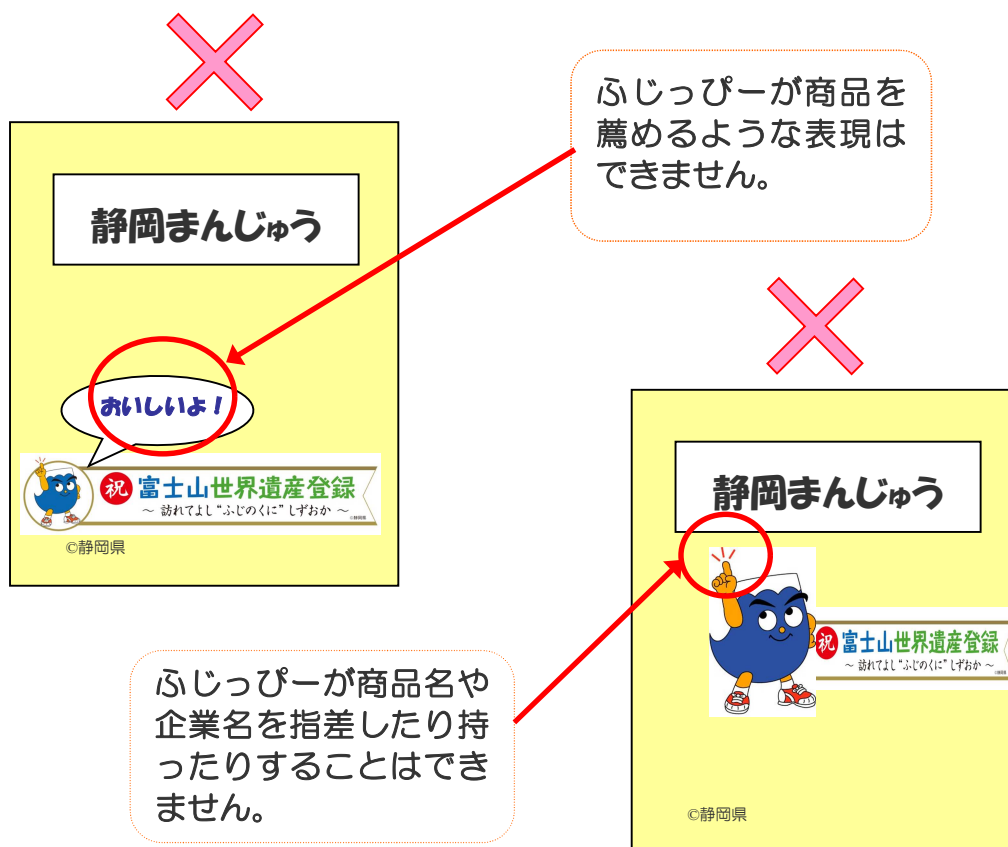 ふじっぴーが商品を
薦めるような表現は
できません。
静岡まんじゅう
おいしいよ！
祝 富士山世界遺産登録
～ 訪れてよし“ふじのくに”しずおか ～
©静岡県
©静岡県
静岡まんじゅう
祝 富士山世界遺産登録
～ 訪れてよし“ふじのくに”しずおか ～
©静岡県
©静岡県
ふじっぴーが商品名や
企業名を指差したり持
ったりすることはでき
ません。